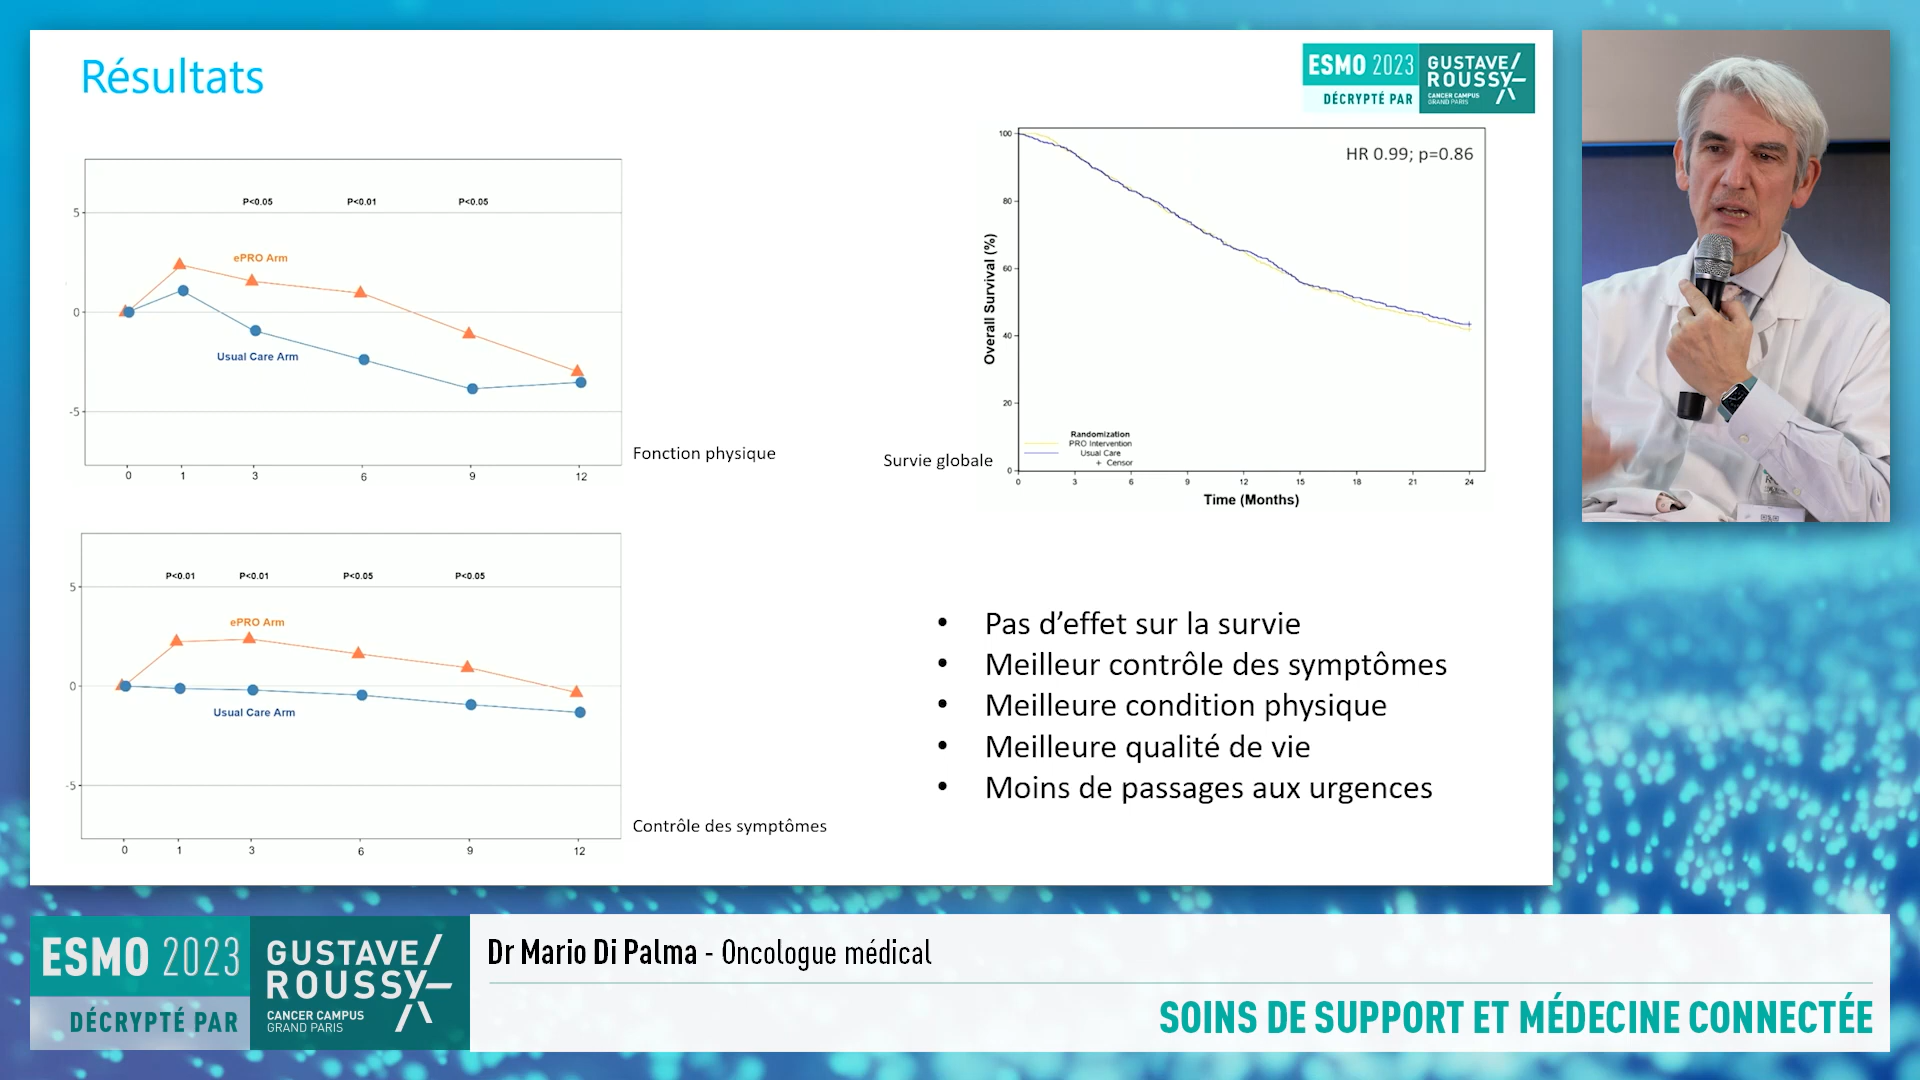 Résultats
ESMO 2023
DÉCRYPTÉ PAR
GUSTAVE/
ROUSSY
CANCER CAMPUS
GRAND PARIS
P<0.05 P<0.01 P<0.05
5
ePRO Arm
0
Usual Care Arm
-5
0 1 3 6 9 12
Fonction physique
HR 0.99; p=0.86
100
80
60
40
20
0
Overall Survival (%)
Randomization
PRO Intervention
Usual Care
+ Censor
0 3 6 9 12 15 18 21 24
Time (Months)
Survie globale
P<0.01 P<0.01 P<0.05 P<0.05
5
ePRO Arm
0
Usual Care Arm
-5
0 1 3 6 9 12
Contrôle des symptômes
• Pas d’effet sur la survie
• Meilleur contrôle des symptômes
• Meilleure condition physique
• Meilleure qualité de vie
• Moins de passages aux urgences
ESMO 2023
DÉCRYPTÉ PAR
GUSTAVE/
ROUSSY
CANCER CAMPUS
GRAND PARIS
Dr Mario Di Palma - Oncologue médical
SOINS DE SUPPORT ET MÉDECINE CONNECTÉE